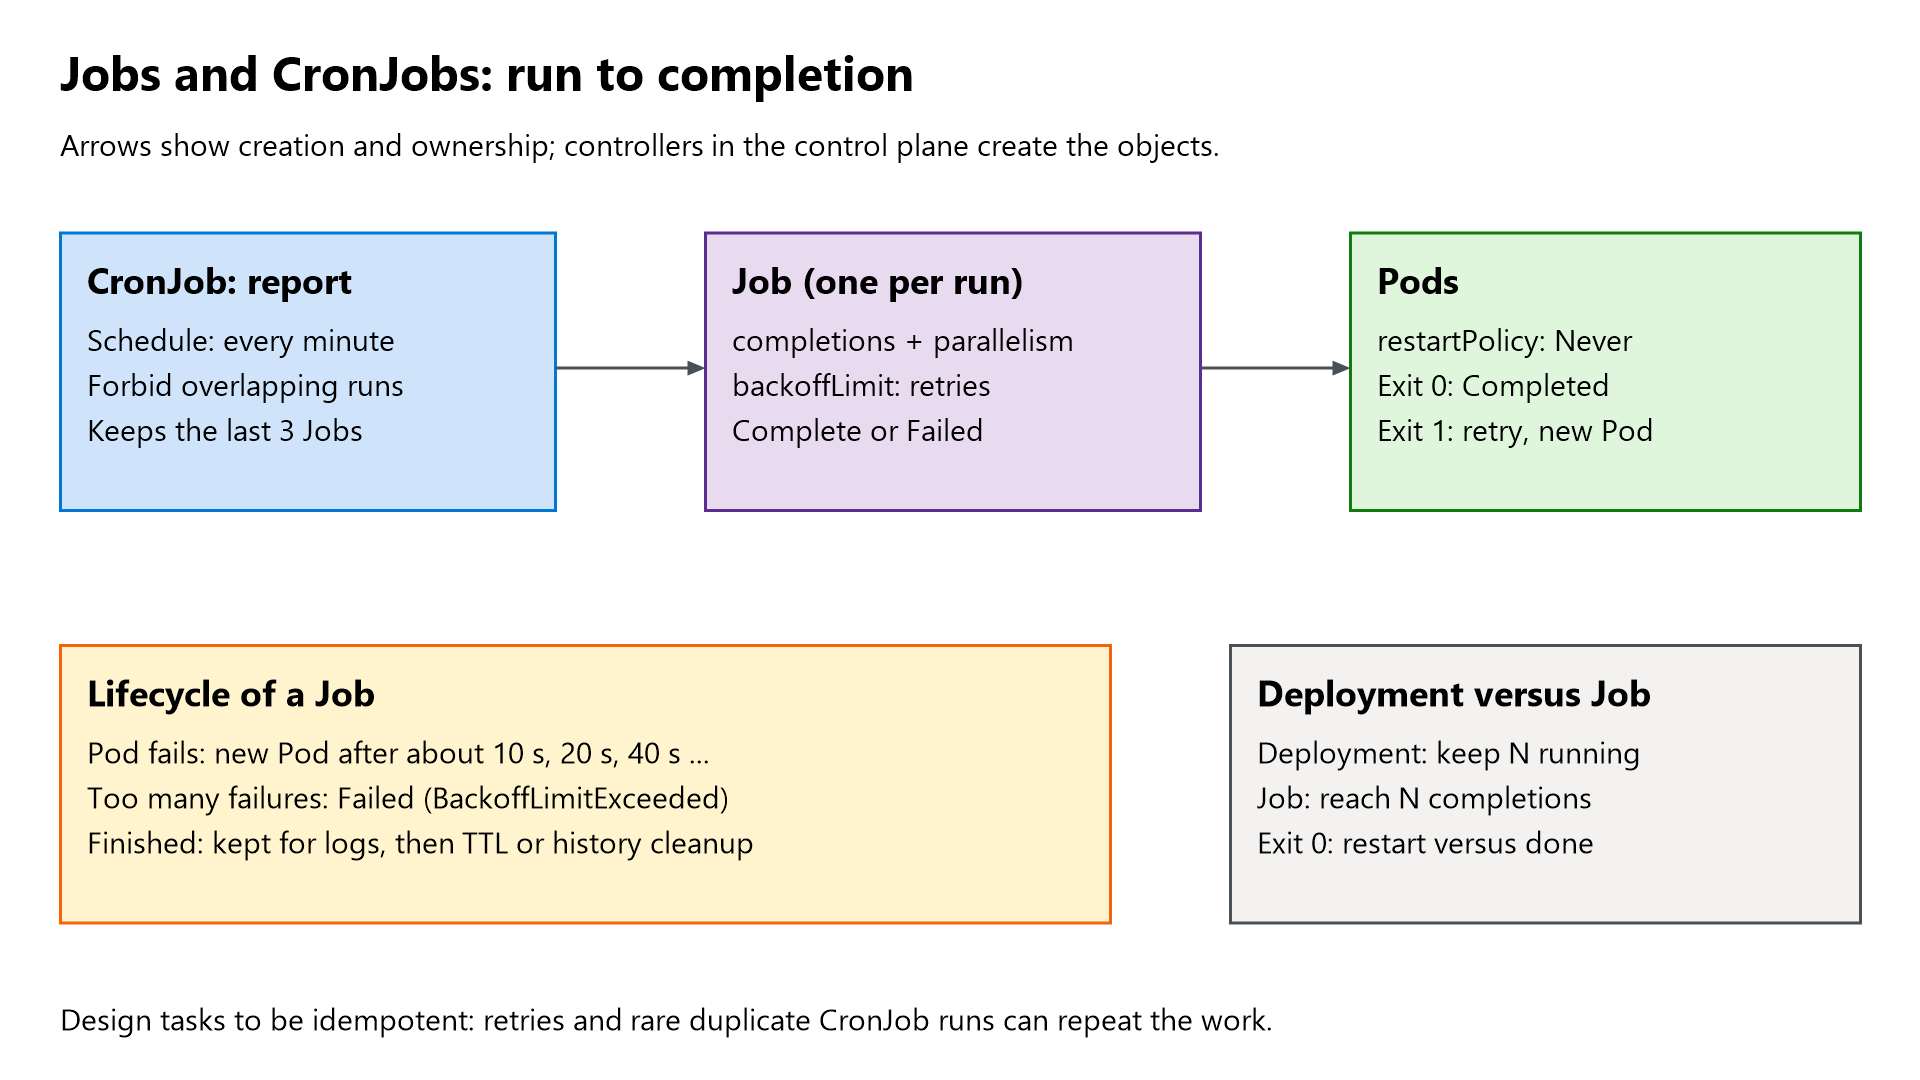 Jobs and CronJobs: run to completion
Arrows show creation and ownership; controllers in the control plane create the objects.
CronJob: report
Schedule: every minute
Forbid overlapping runs
Keeps the last 3 Jobs
Job (one per run)
completions + parallelism
backoffLimit: retries
Complete or Failed
Pods
restartPolicy: Never
Exit 0: Completed
Exit 1: retry, new Pod
Lifecycle of a Job
Pod fails: new Pod after about 10 s, 20 s, 40 s ...
Too many failures: Failed (BackoffLimitExceeded)
Finished: kept for logs, then TTL or history cleanup
Deployment versus Job
Deployment: keep N running
Job: reach N completions
Exit 0: restart versus done
Design tasks to be idempotent: retries and rare duplicate CronJob runs can repeat the work.